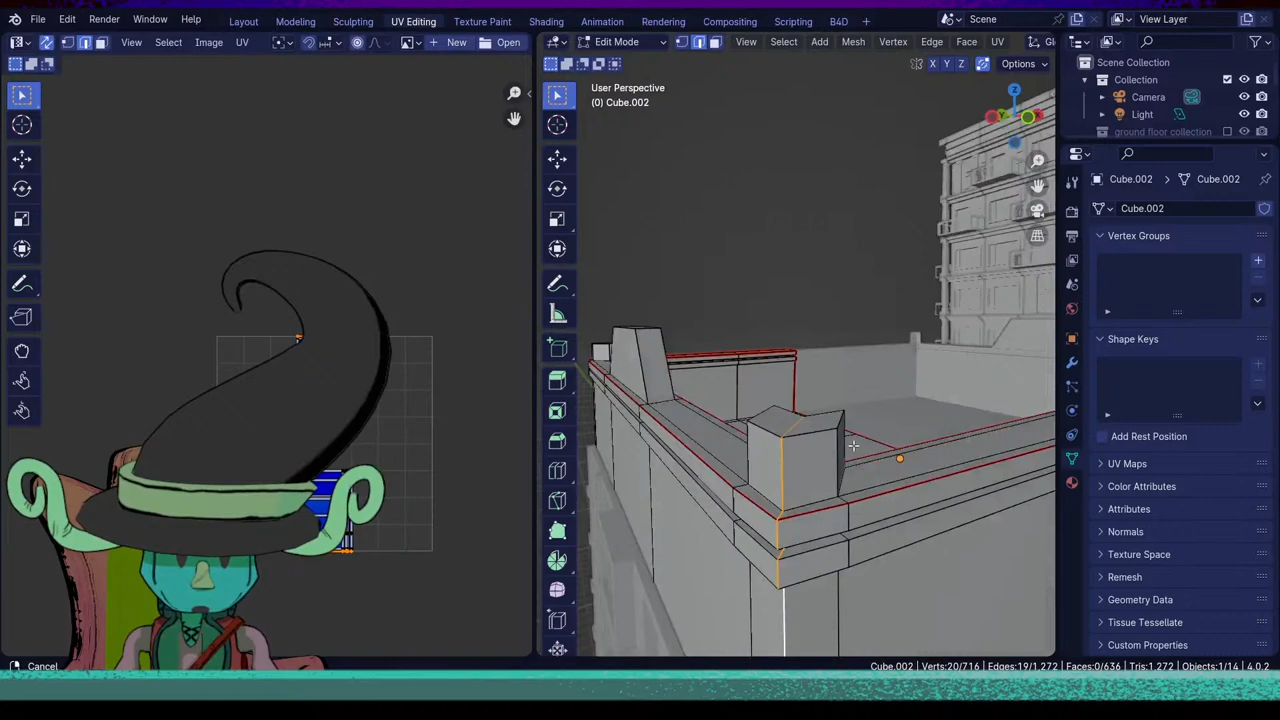 File Edit Render Window Help Layout Modeling Sculpting UV Editing Texture Paint Shading Animation Rendering Compositing Scripting B4D + Scene View Layer
View Select Image UV + New Open Edit Mode View Select Add Mesh Vertex Edge Face UV
X Y Z Options
User Perspective
(0) Cube.002
Z
Scene Collection
Collection
Camera
Light
ground floor collection
Cube.002 > Cube.002
Cube.002
Vertex Groups
Shape Keys
Add Rest Position
UV Maps
Color Attributes
Attributes
Normals
Texture Space
Remesh
Geometry Data
Tissue Tessellate
Custom Properties
Cancel Cube.002 | Verts:20/716 | Edges:19/1,272 | Faces:0/636 | Tris:1,272 | Objects:1/14 | 4.0.2